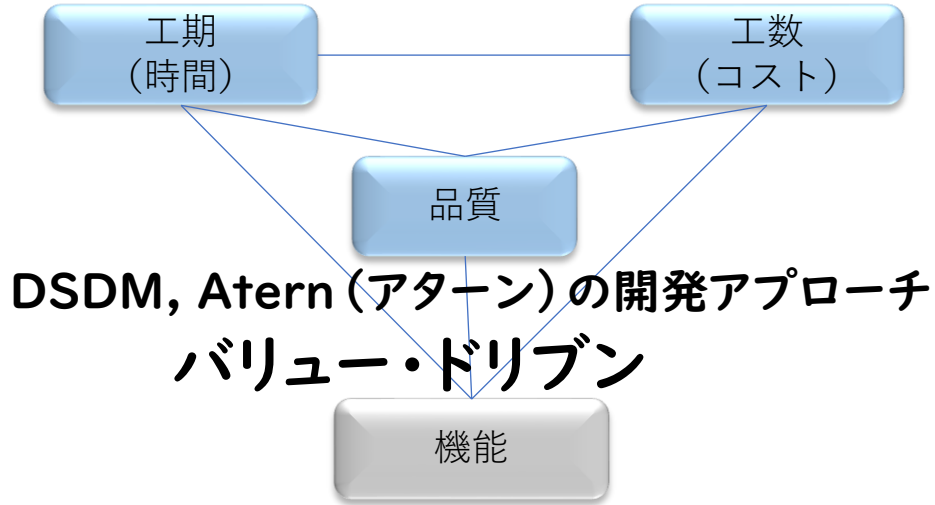 工期
（時間）
工数
（コスト）
品質
DSDM, Atern（アターン）の開発アプローチ
バリュー・ドリブン
機能